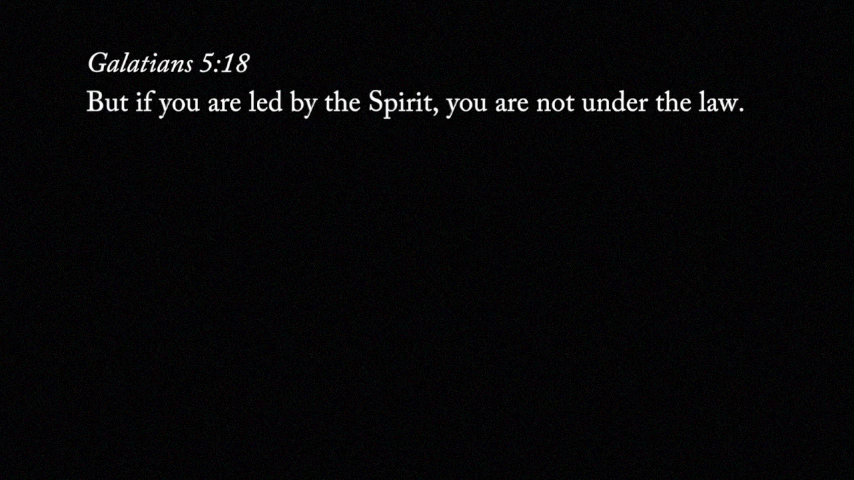 Galatians 5:18
But if you are led by the Spirit, you are not under the law.